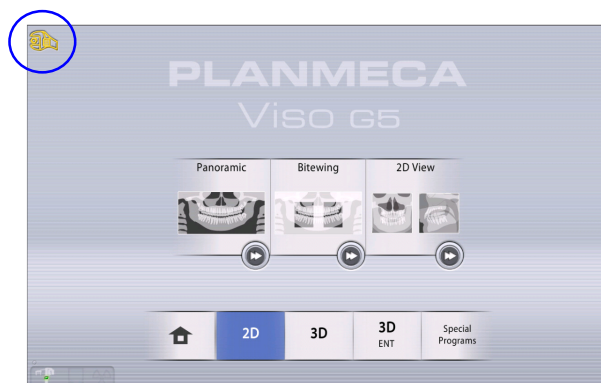 PLANMECA
Viso G5
Panoramic
Bitewing
2D View
2D
3D
3D
ENT
Special
Programs